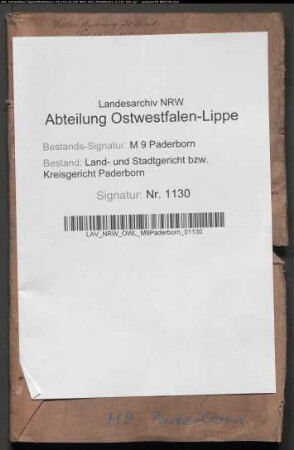 Landesarchiv NRW
Abteilung Ostwestfalen-Lippe
Bestands-Signatur: M 9 Paderborn
Bestand: Land- und Stadtgericht bzw.
Kreisgericht Paderborn
Signatur: Nr. 1130
LAV_NRW_OWL_M9Paderborn_01130
M9 Paderborn